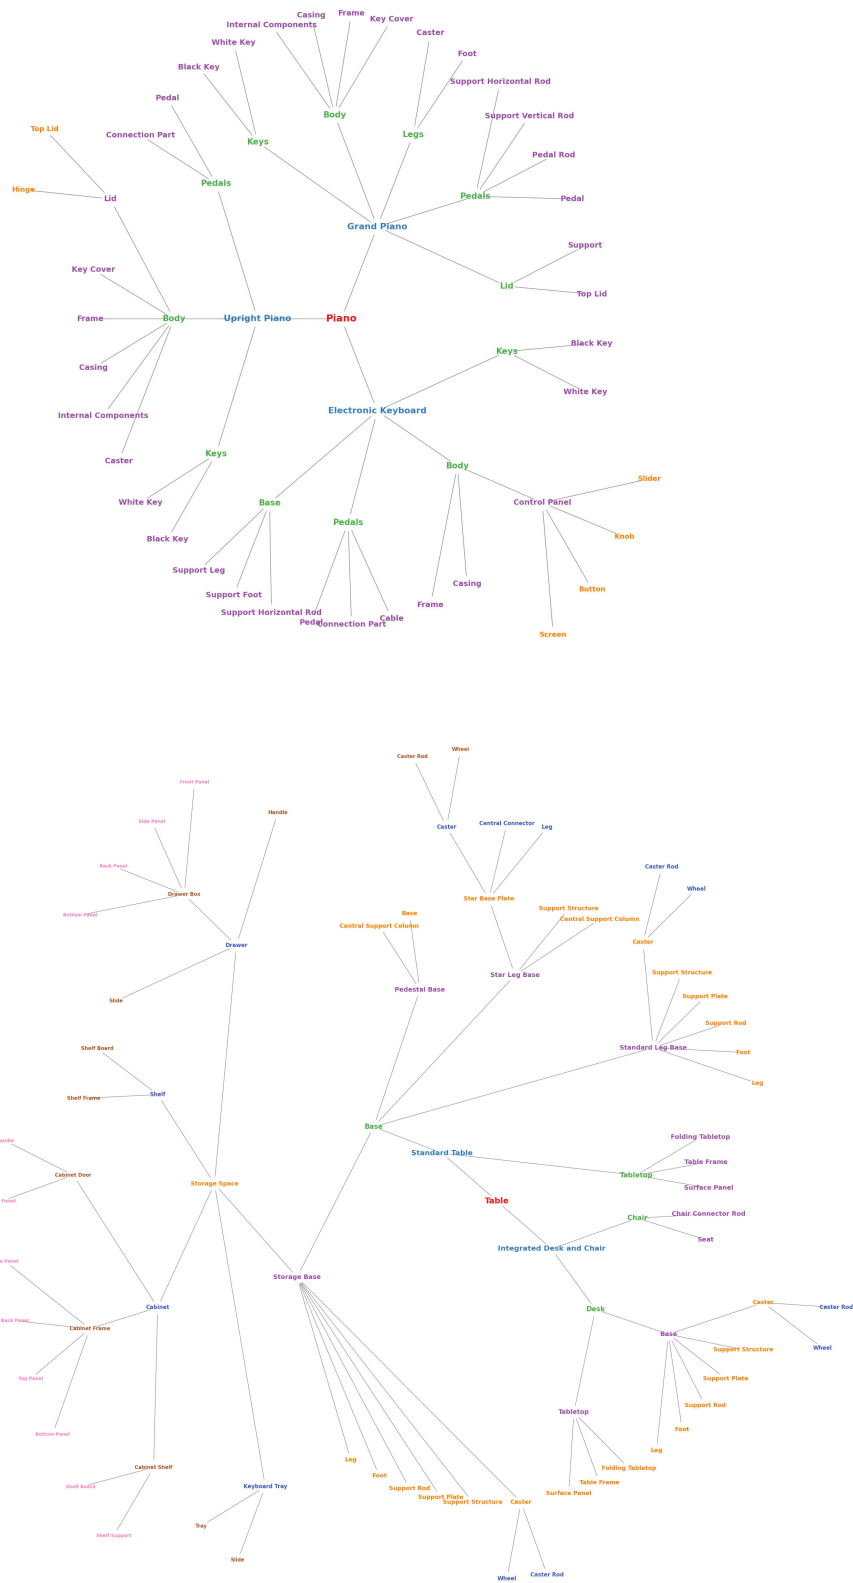 Frame
Casing
Key Cover
Internal Components
Caster
White Key
Foot
Black Key
Support Horizontal Rod
Pedal
Body
Support Vertical Rod
Top Lid
Connection Part
Legs
Keys
Pedal Rod
Pedals
Hinge
Lid
Pedals
Pedal
Grand Piano
Support
Key Cover
Lid
Top Lid
Frame
Body
Upright Piano
Piano
Black Key
Keys
Casing
White Key
Internal Components
Electronic Keyboard
Caster
Keys
Body
Slider
White Key
Base
Control Panel
Black Key
Pedals
Knob
Support Leg
Casing
Button
Support Foot
Frame
Support Horizontal Rod
Pedal
Connection Part
Cable
Screen
Caster Rod
Wheel
Front Panel
Handle
Side Panel
Caster
Central Connector
Leg
Back Panel
Caster Rod
Drawer Box
Star Base Plate
Wheel
Bottom Panel
Base
Support Structure
Central Support Column
Central Support Column
Drawer
Caster
Star Leg Base
Support Structure
Pedestal Base
Slide
Support Plate
Support Rod
Shelf Board
Standard Leg Base
Foot
Shelf Frame
Shelf
Leg
Base
Folding Tabletop
Standard Table
Table Frame
Cabinet Door
Tabletop
Storage Space
Surface Panel
Panel
Table
Chair Connector Rod
Chair
Seat
Integrated Desk and Chair
Panel
Storage Base
Caster
Cabinet
Desk
Caster Rod
Back Panel
Cabinet Frame
Base
Wheel
Support Structure
Top Panel
Support Plate
Support Rod
Tabletop
Bottom Panel
Foot
Leg
Leg
Cabinet Shelf
Foot
Folding Tabletop
Shelf Board
Keyboard Tray
Support Rod
Table Frame
Surface Panel
Support Plate
Support Structure
Caster
Tray
Shelf Support
Slide
Wheel
Caster Rod